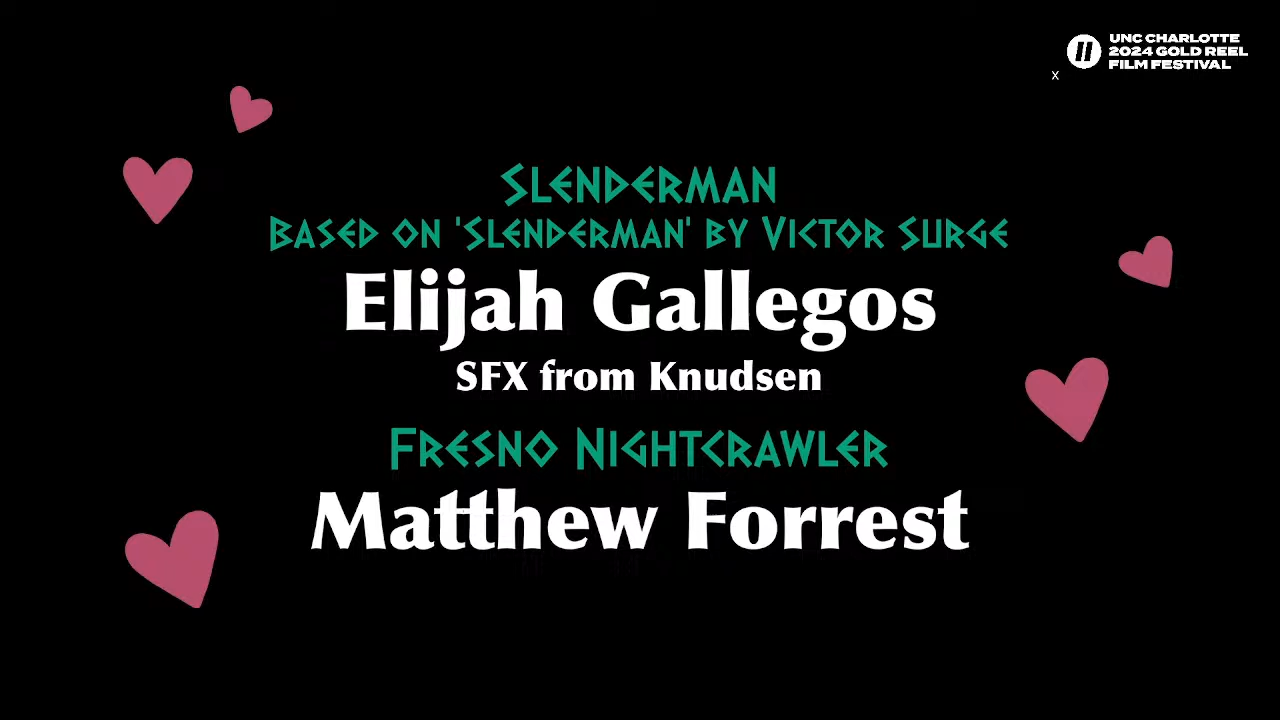 UNC CHARLOTTE
2024 GOLD REEL
FILM FESTIVAL
x
SLENDERMAN
BASED ON 'SLENDERMAN' BY VICTOR SURGE
Elijah Gallegos
SFX from Knudsen
FRESNO NIGHTCRAWLER
Matthew Forrest